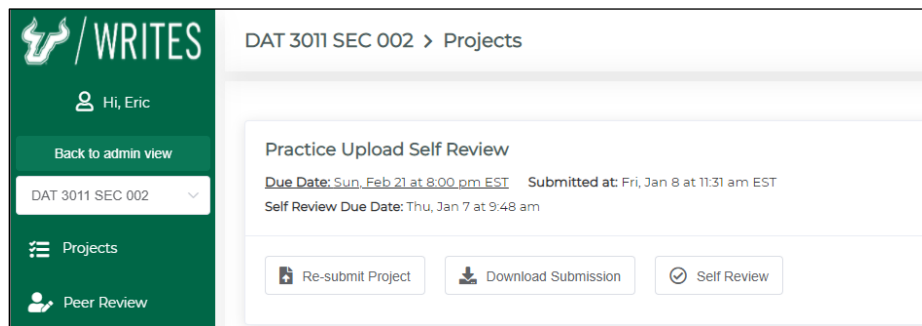 / WRITES
Hi, Eric
Back to admin view
DAT 3011 SEC 002
Projects
Peer Review
DAT 3011 SEC 002 > Projects
Practice Upload Self Review
Due Date: Sun, Feb 21 at 8:00 pm EST Submitted at: Fri, Jan 8 at 11:31 am EST
Self Review Due Date: Thu, Jan 7 at 9:48 am
Re-submit Project Download Submission Self Review